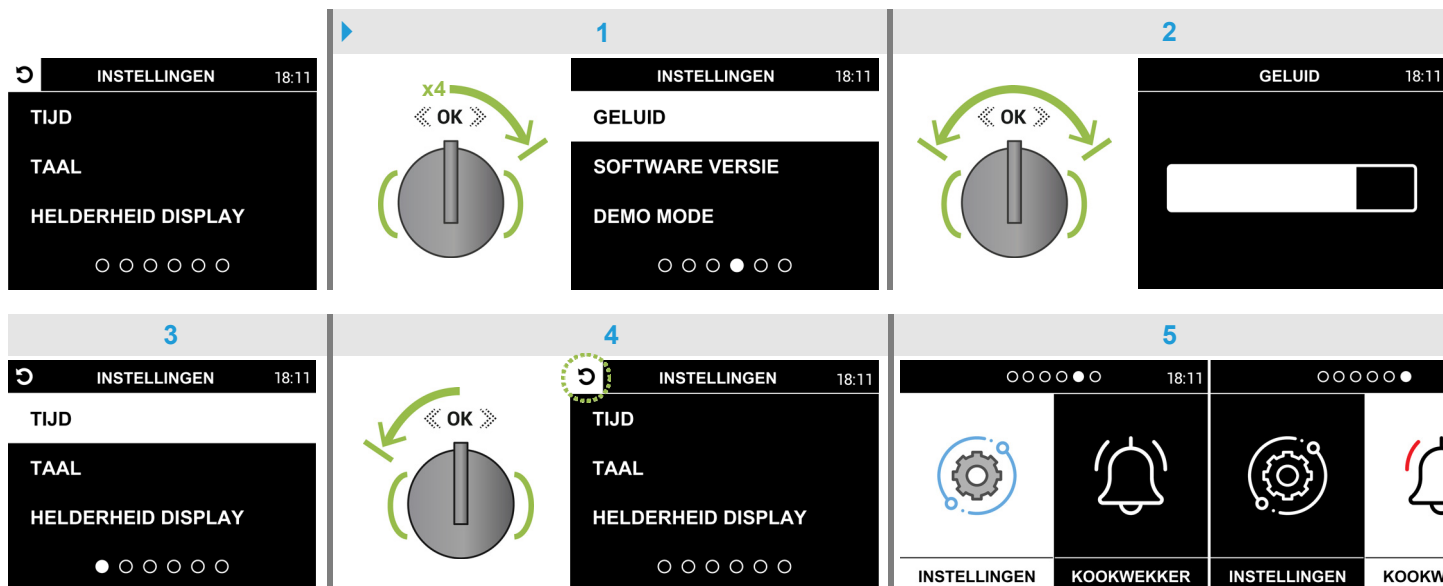 1
2
INSTELLINGEN 18:11
TIJD
TAAL
HELDERHEID DISPLAY
x4
OK
INSTELLINGEN 18:11
GELUID
SOFTWARE VERSIE
DEMO MODE
OK
GELUID 18:11
3
4
5
INSTELLINGEN 18:11
TIJD
TAAL
HELDERHEID DISPLAY
OK
INSTELLINGEN 18:11
TIJD
TAAL
HELDERHEID DISPLAY
18:11
INSTELLINGEN
KOOKWEKKER
INSTELLINGEN